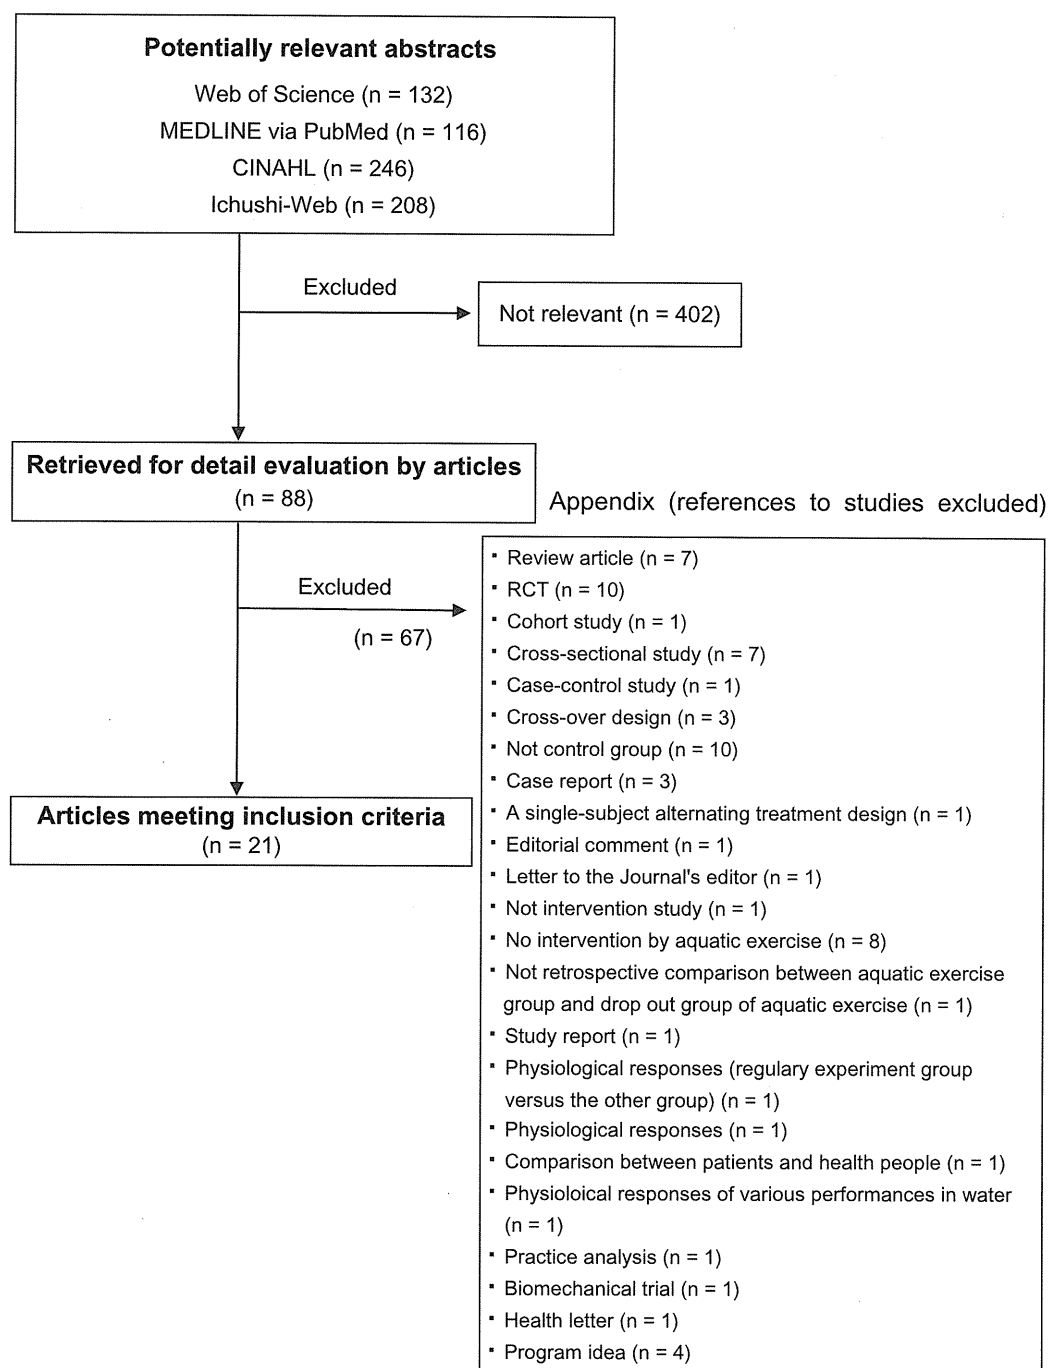 Potentially relevant abstracts
Web of Science (n = 132)
MEDLINE via PubMed (n = 116)
CINAHL (n = 246)
Ichushi-Web (n = 208)
Excluded
Not relevant (n = 402)
Retrieved for detail evaluation by articles
(n = 88)
Appendix (references to studies excluded)
Excluded
(n = 67)
▪ Review article (n = 7)
▪ RCT (n = 10)
▪ Cohort study (n = 1)
▪ Cross-sectional study (n = 7)
▪ Case-control study (n = 1)
▪ Cross-over design (n = 3)
▪ Not control group (n = 10)
▪ Case report (n = 3)
▪ A single-subject alternating treatment design (n = 1)
▪ Editorial comment (n = 1)
▪ Letter to the Journal's editor (n = 1)
▪ Not intervention study (n = 1)
▪ No intervention by aquatic exercise (n = 8)
▪ Not retrospective comparison between aquatic exercise
group and drop out group of aquatic exercise (n = 1)
▪ Study report (n = 1)
▪ Physiological responses (regulary experiment group
versus the other group) (n = 1)
▪ Physiological responses (n = 1)
▪ Comparison between patients and health people (n = 1)
▪ Physioloical responses of various performances in water
(n = 1)
▪ Practice analysis (n = 1)
▪ Biomechanical trial (n = 1)
▪ Health letter (n = 1)
▪ Program idea (n = 4)
Articles meeting inclusion criteria
(n = 21)